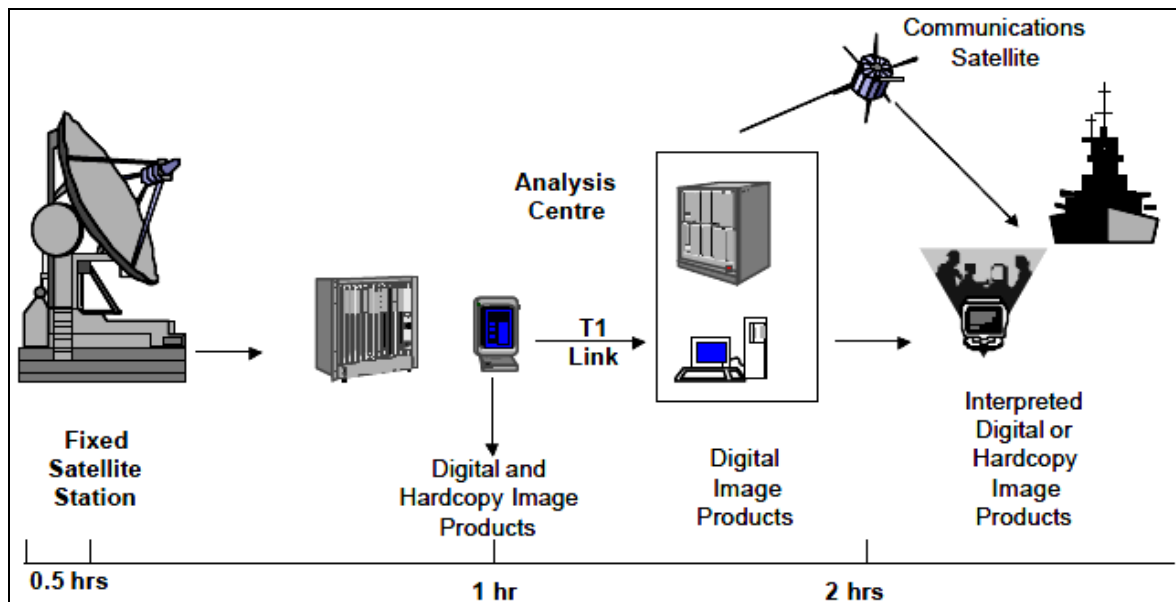 Communications
Satellite
Analysis
Centre
T1
Link
Fixed
Satellite
Station
Digital and
Hardcopy Image
Products
Digital
Image
Products
Interpreted
Digital or
Hardcopy
Image
Products
0.5 hrs
1 hr
2 hrs